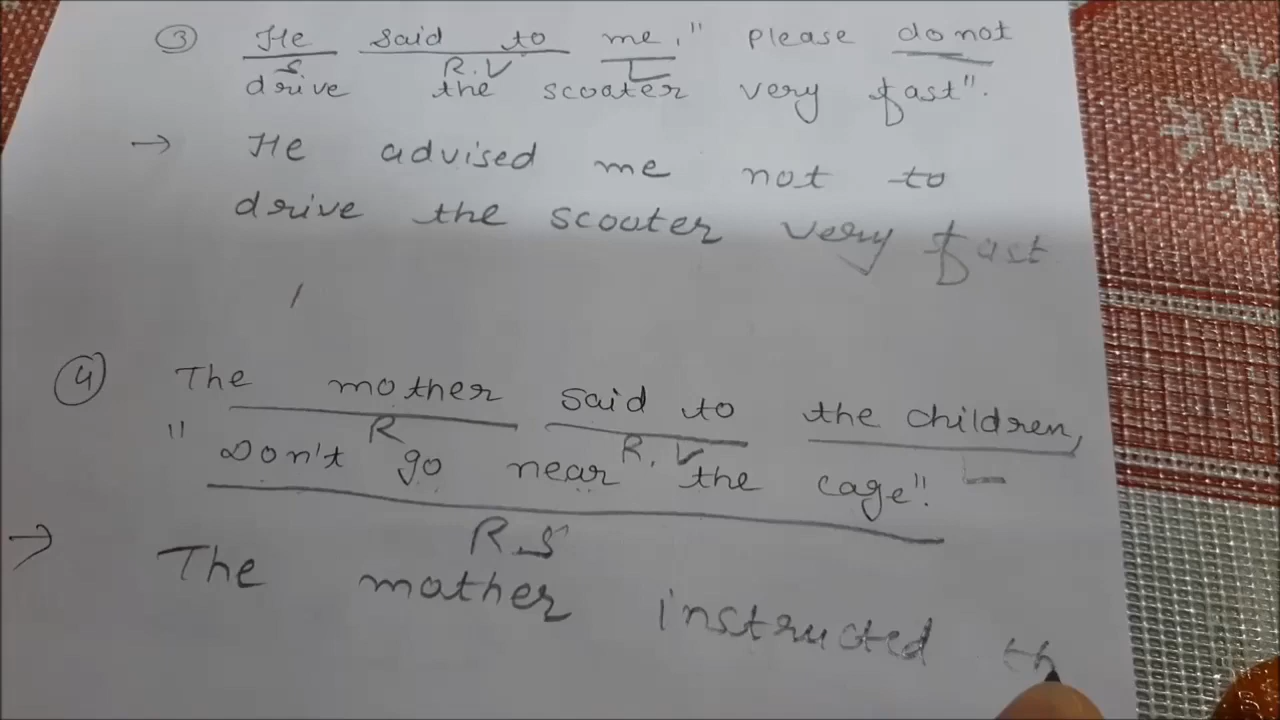 ③ He said to me," please do not
S R.V L
drive the scooter very fast".
→ He advised me not to
drive the scooter very fast
④ The mother said to the children,
R R.V L
"Don't go near the cage".
R.S
→ The mother instructed th